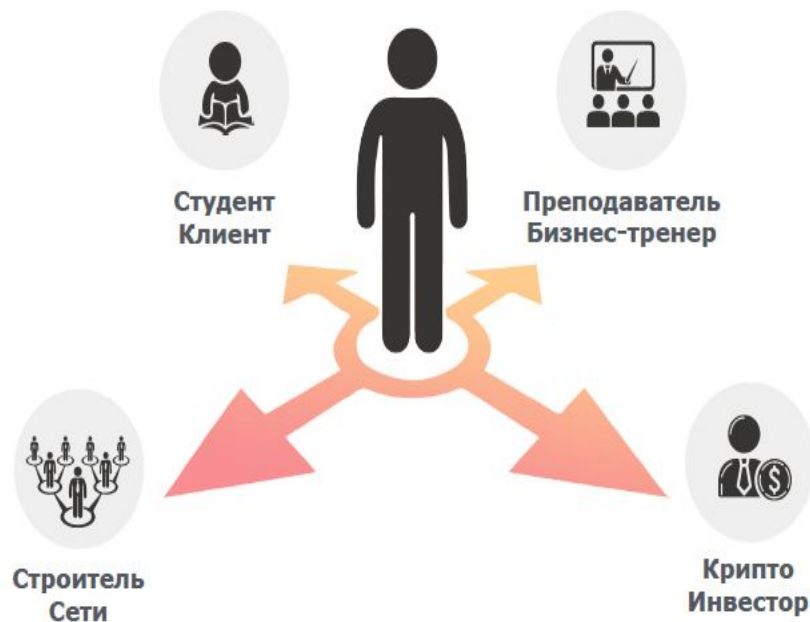 Студент
Клиент
Преподаватель
Бизнес-тренер
Строитель
Сети
Крипто
Инвестор